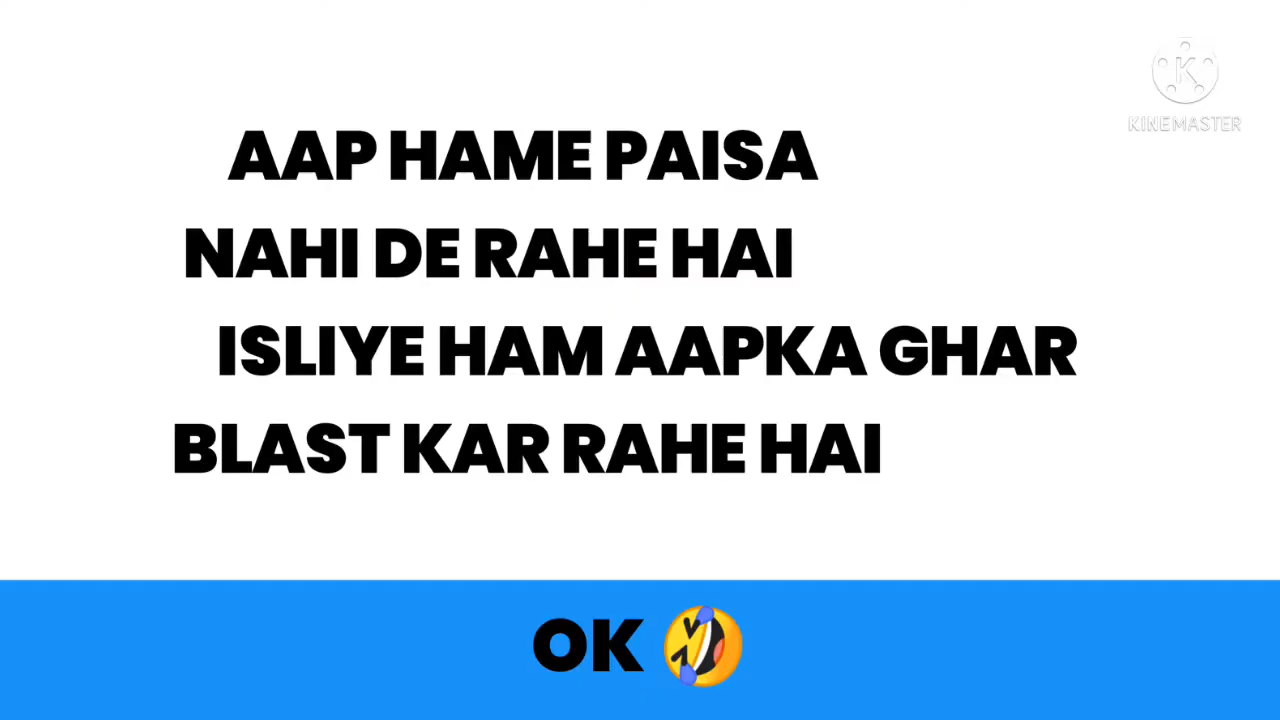 KINEMASTER
AAP HAME PAISA
NAHI DE RAHE HAI
ISLIYE HAM AAPKA GHAR
BLAST KAR RAHE HAI
OK 🤣